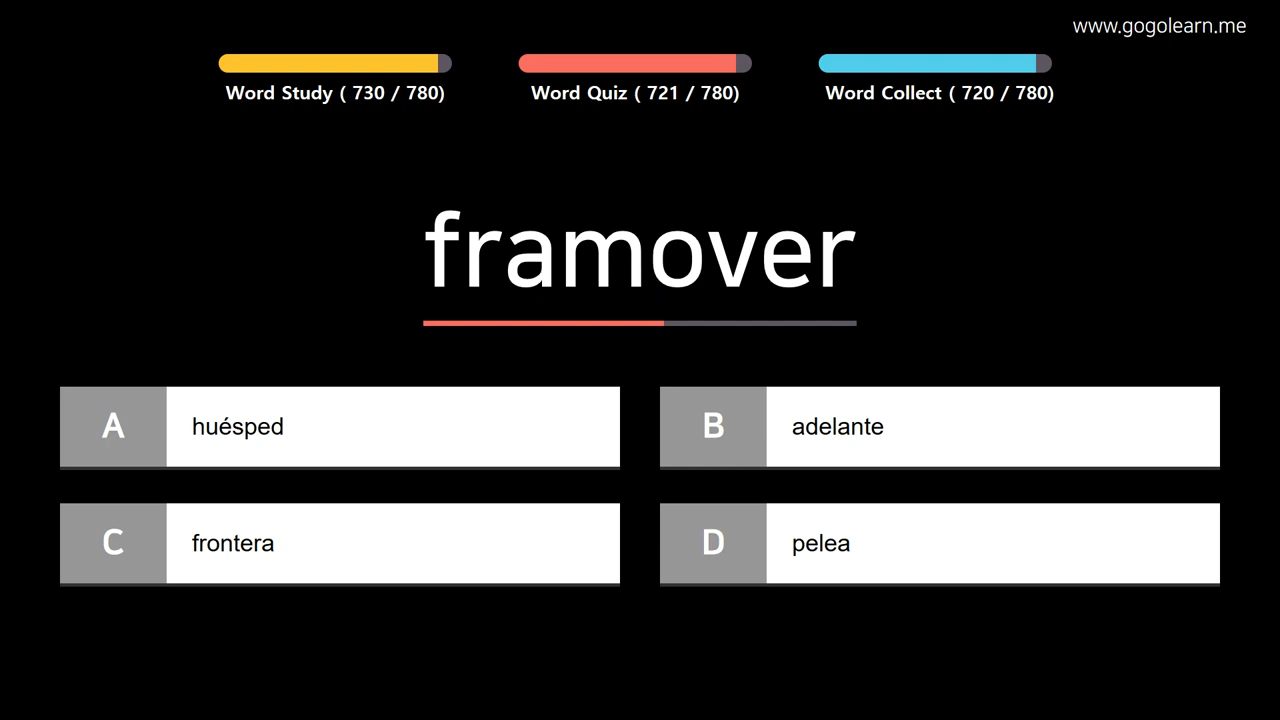 www.gogolearn.me
Word Study ( 730 / 780)
Word Quiz ( 721 / 780)
Word Collect ( 720 / 780)
framover
A huésped
B adelante
C frontera
D pelea